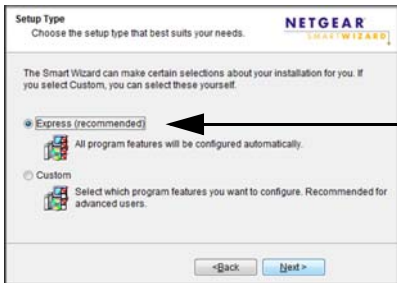 Setup Type
Choose the setup type that best suits your needs.
NETGEAR
SMARTWIZARD
The Smart Wizard can make certain selections about your installation for you. If
you select Custom, you can select these yourself.
Express (recommended)
All program features will be configured automatically.
Custom
Select which program features you want to configure. Recommended for
advanced users.
<Back
Next >